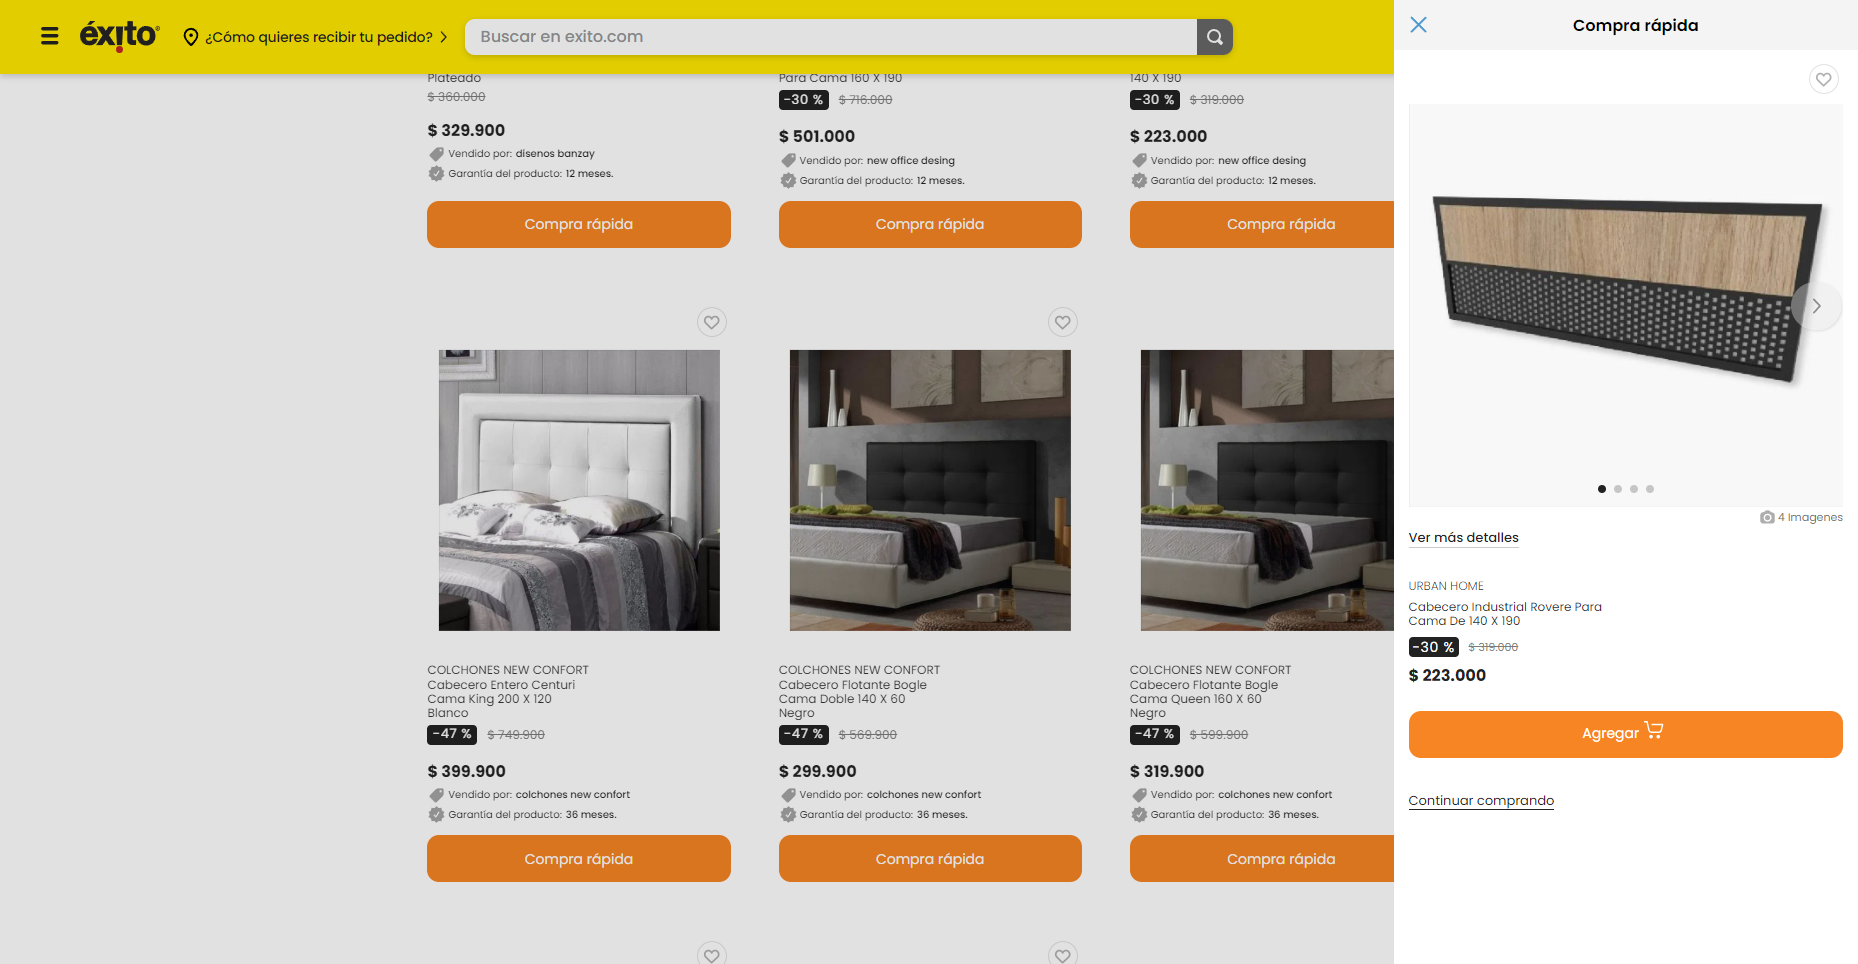 éxito
¿Cómo quieres recibir tu pedido?
Buscar en exito.com
Plateado
$ 360.000
$ 329.900
Vendido por: disenos banzay
Garantía del producto: 12 meses.
Compra rápida
Para Cama 160 X 190
-30 % $ 716.000
$ 501.000
Vendido por: new office desing
Garantía del producto: 12 meses.
Compra rápida
140 X 190
-30 % $ 319.000
$ 223.000
Vendido por: new office desing
Garantía del producto: 12 meses.
Compra rápida
COLCHONES NEW CONFORT
Cabecero Entero Centuri
Cama King 200 X 120
Blanco
-47 % $ 749.900
$ 399.900
Vendido por: colchones new confort
Garantía del producto: 36 meses.
Compra rápida
COLCHONES NEW CONFORT
Cabecero Flotante Bogle
Cama Doble 140 X 60
Negro
-47 % $ 569.900
$ 299.900
Vendido por: colchones new confort
Garantía del producto: 36 meses.
Compra rápida
COLCHONES NEW CONFORT
Cabecero Flotante Bogle
Cama Queen 160 X 60
Negro
-47 % $ 599.900
$ 319.900
Vendido por: colchones new confort
Garantía del producto: 36 meses.
Compra rápida
Compra rápida
4 Imagenes
Ver más detalles
URBAN HOME
Cabecero Industrial Rovere Para
Cama De 140 X 190
-30 % $ 319.000
$ 223.000
Agregar
Continuar comprando